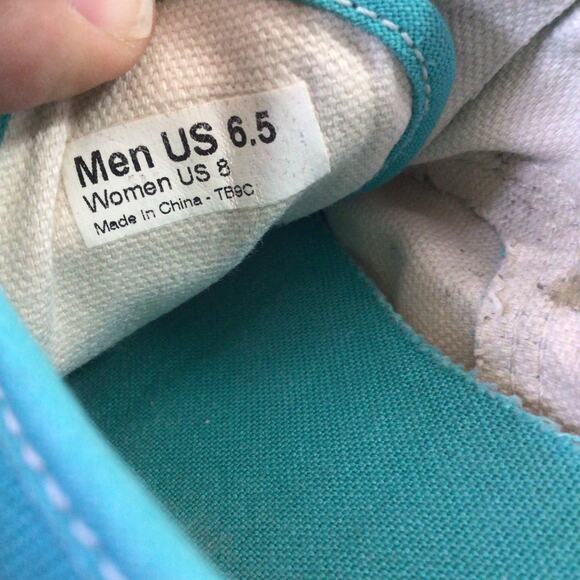 Men US 6.5
Women US 8
Made In China - TB9C